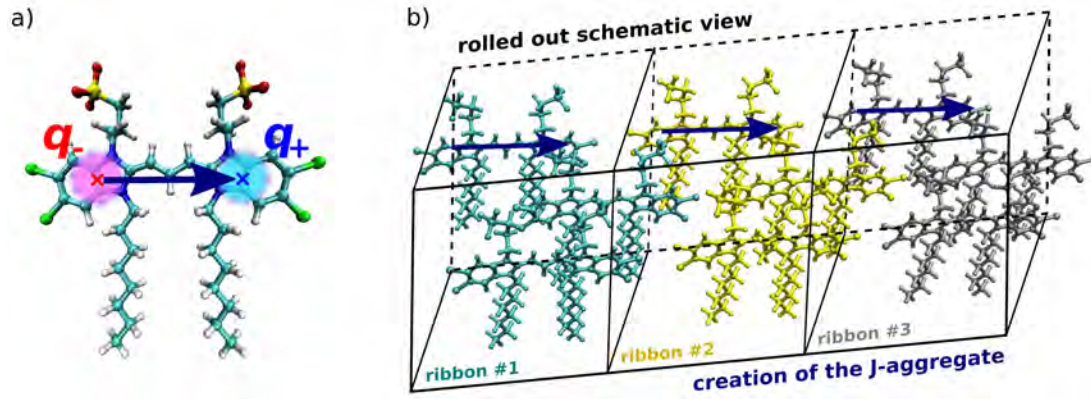 a)
q-
q+
b)
rolled out schematic view
ribbon #1
ribbon #2
ribbon #3
creation of the J-aggregate